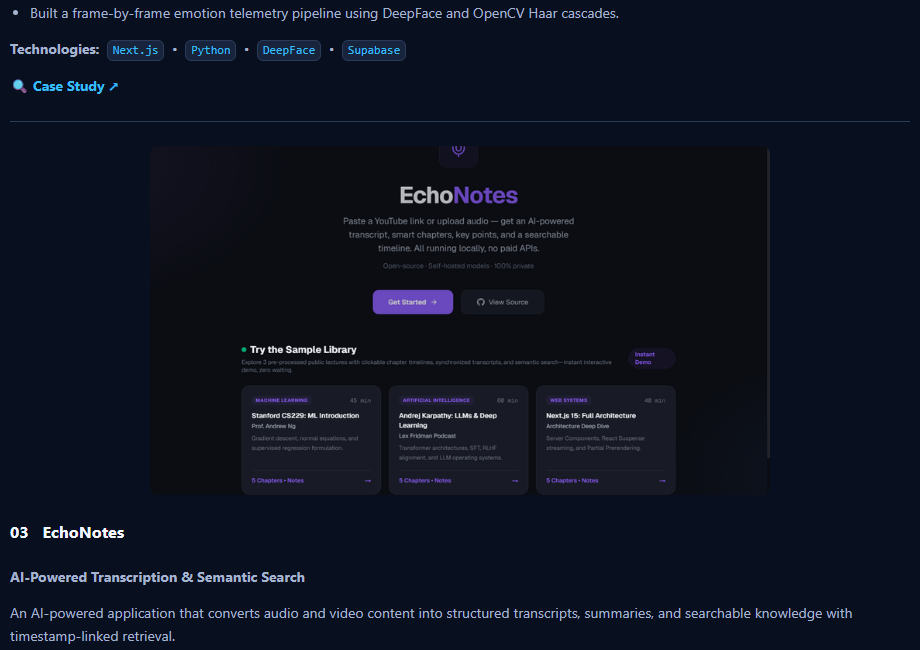 • Built a frame-by-frame emotion telemetry pipeline using DeepFace and OpenCV Haar cascades.
Technologies: Next.js • Python • DeepFace • Supabase
Case Study ↗
EchoNotes
Paste a YouTube link or upload audio — get an AI-powered
transcript, smart chapters, key points, and a searchable
timeline. All running locally, no paid APIs.
Open-source · Self-hosted models · 100% private
Get Started →
View Source
Try the Sample Library
Explore 3 pre-processed public lectures with clickable chapter timelines, synchronized transcripts, and semantic search—instant interactive
demo, zero waiting.
Instant
Demo
MACHINE LEARNING 45 min
Stanford CS229: ML Introduction
Prof. Andrew Ng
Gradient descent, normal equations, and
supervised regression formulation.
5 Chapters • Notes →
ARTIFICIAL INTELLIGENCE 60 min
Andrej Karpathy: LLMs & Deep
Learning
Lex Fridman Podcast
Transformer architectures, SFT, RLHF
alignment, and LLM operating systems.
5 Chapters • Notes →
WEB SYSTEMS 40 min
Next.js 15: Full Architecture
Architecture Deep Dive
Server Components, React Suspense
streaming, and Partial Prerendering.
5 Chapters • Notes →
03 EchoNotes
AI-Powered Transcription & Semantic Search
An AI-powered application that converts audio and video content into structured transcripts, summaries, and searchable knowledge with
timestamp-linked retrieval.